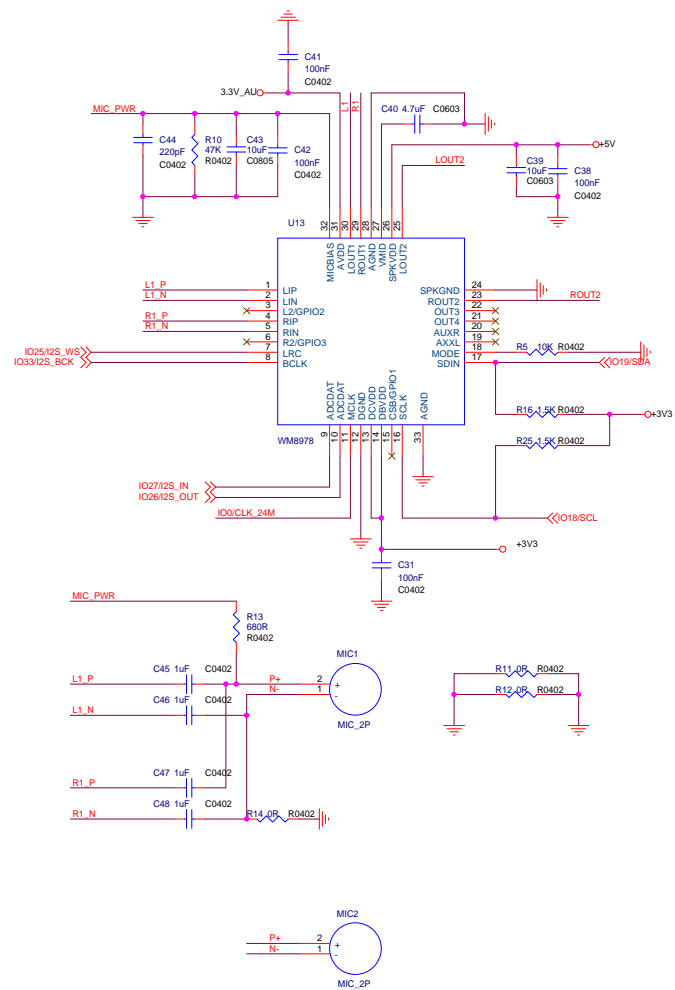 C41
100nF
C0402
3.3V_AU
MIC_PWR
L1
R1
C40 4.7uF C0603
+5V
C44
220pF
C0402
R10
47K
R0402
C43
10uF
C0805
C42
100nF
C0402
LOUT2
C39
10uF
C0603
C38
100nF
C0402
U13
32 31 30 29 28 27 26 25
MICBIAS AVDD LOUT1 ROUT1 AGND VMID SPKVDD LOUT2
L1_P 1 LIP
L1_N 2 LIN
3 L2/GPIO2
R1_P 4 RIP
R1_N 5 RIN
6 R2/GPIO3
IO25/I2S_WS 7 LRC
IO33/I2S_BCK 8 BCLK
SPKGND 24
ROUT2 23 ROUT2
OUT3 22
OUT4 21
AUXR 20
AXXL 19
MODE 18 R5 10K R0402
SDIN 17 IO19/SDA
ADCDAT ADCDAT MCLK DGND DCVDD DBVDD CSB/GPIO1 SCLK AGND
9 10 11 12 13 14 15 16 33
WM8978
R16 1.5K R0402
+3V3
R25 1.5K R0402
IO27/I2S_IN
IO26/I2S_OUT
IO0/CLK_24M
IO18/SCL
+3V3
C31
100nF
C0402
MIC_PWR
R13
680R
R0402
MIC1
L1_P C45 1uF C0402 P+ 2 +
N- 1 -
L1_N C46 1uF C0402
MIC_2P
R11 0R R0402
R12 0R R0402
R1_P C47 1uF C0402
R1_N C48 1uF C0402
R14 0R R0402
MIC2
P+ 2 +
N- 1 -
MIC_2P